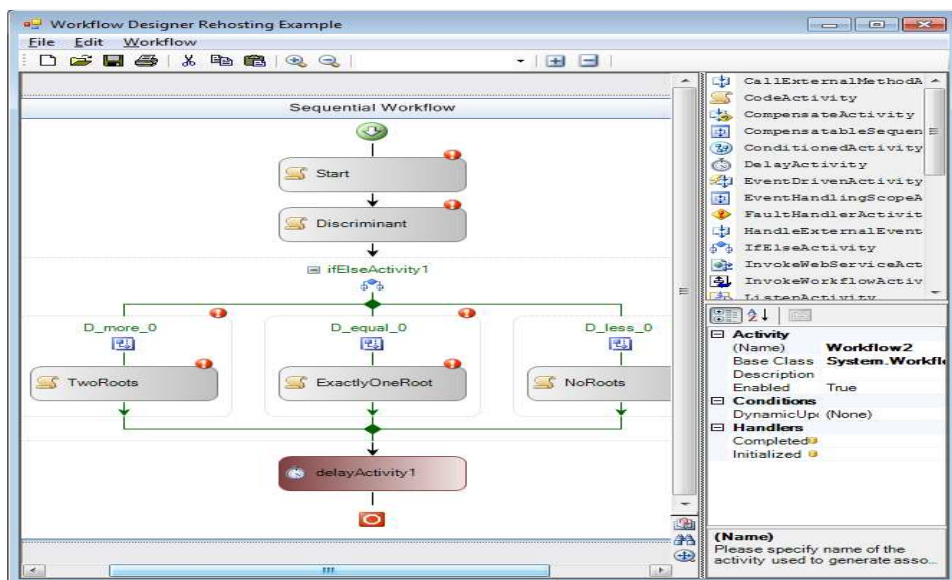 Workflow Designer Rehosting Example
File Edit Workflow
Sequential Workflow
Start
Discriminant
ifElseActivity1
D_more_0
D_equal_0
D_less_0
TwoRoots
ExactlyOneRoot
NoRoots
delayActivity1
CallExternalMethodA
CodeActivity
CompensateActivity
CompensatableSequen
ConditionedActivity
DelayActivity
EventDrivenActivity
EventHandlingScopeA
FaultHandlerActivit
HandleExternalEvent
IfElseActivity
InvokeWebServiceAct
InvokeWorkflowActiv
ListenActivity
Activity
(Name) Workflow2
Base Class System.Workfl
Description
Enabled True
Conditions
DynamicUp (None)
Handlers
Completed
Initialized
(Name)
Please specify name of the
activity used to generate asso...